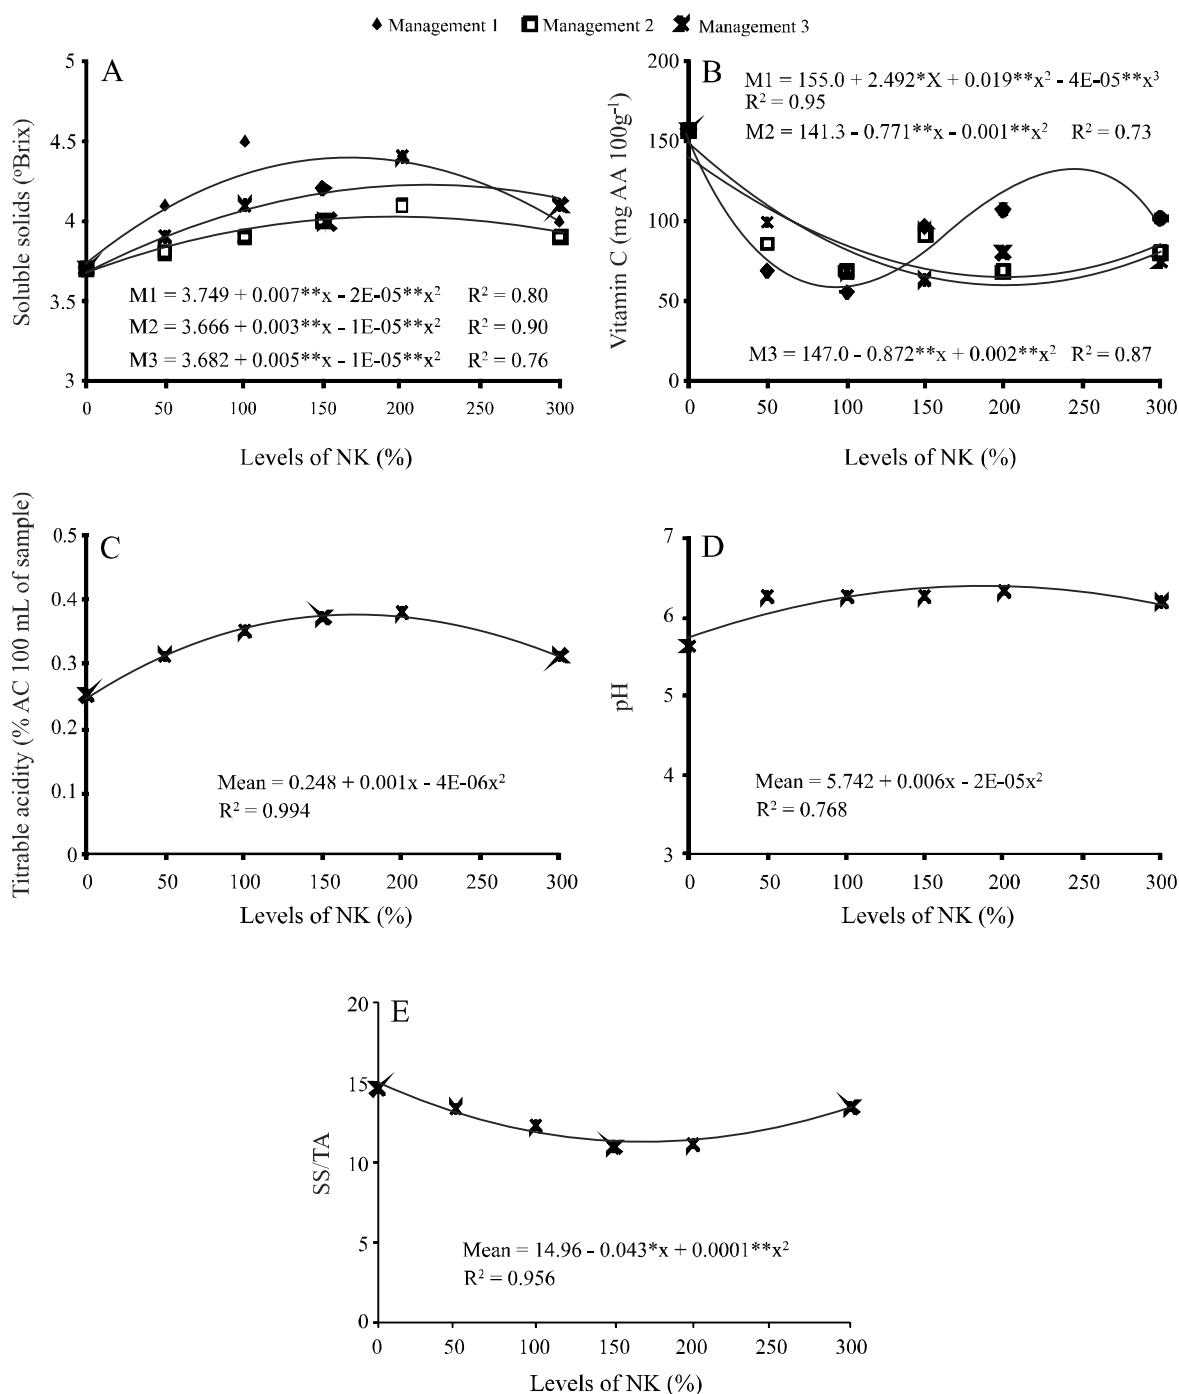 Management 1 Management 2 Management 3
A
Soluble solids (ºBrix)
5
4.5
4
3.5
3
M1 = 3.749 + 0.007**x - 2E-05**x² R² = 0.80
M2 = 3.666 + 0.003**x - 1E-05**x² R² = 0.90
M3 = 3.682 + 0.005**x - 1E-05**x² R² = 0.76
0 50 100 150 200 250 300
Levels of NK (%)
B
Vitamin C (mg AA 100g⁻¹)
200
150
100
50
0
M1 = 155.0 + 2.492*X + 0.019**x² - 4E-05**x³
R² = 0.95
M2 = 141.3 - 0.771**x - 0.001**x² R² = 0.73
M3 = 147.0 - 0.872**x + 0.002**x² R² = 0.87
0 50 100 150 200 250 300
Levels of NK (%)
C
Titrable acidity (% AC 100 mL of sample)
0.5
0.4
0.3
0.2
0.1
0
Mean = 0.248 + 0.001x - 4E-06x²
R² = 0.994
0 50 100 150 200 250 300
Levels of NK (%)
D
pH
7
6
5
4
3
Mean = 5.742 + 0.006x - 2E-05x²
R² = 0.768
0 50 100 150 200 250 300
Levels of NK (%)
E
SS/TA
20
15
10
5
0
Mean = 14.96 - 0.043*x + 0.0001**x²
R² = 0.956
0 50 100 150 200 250 300
Levels of NK (%)